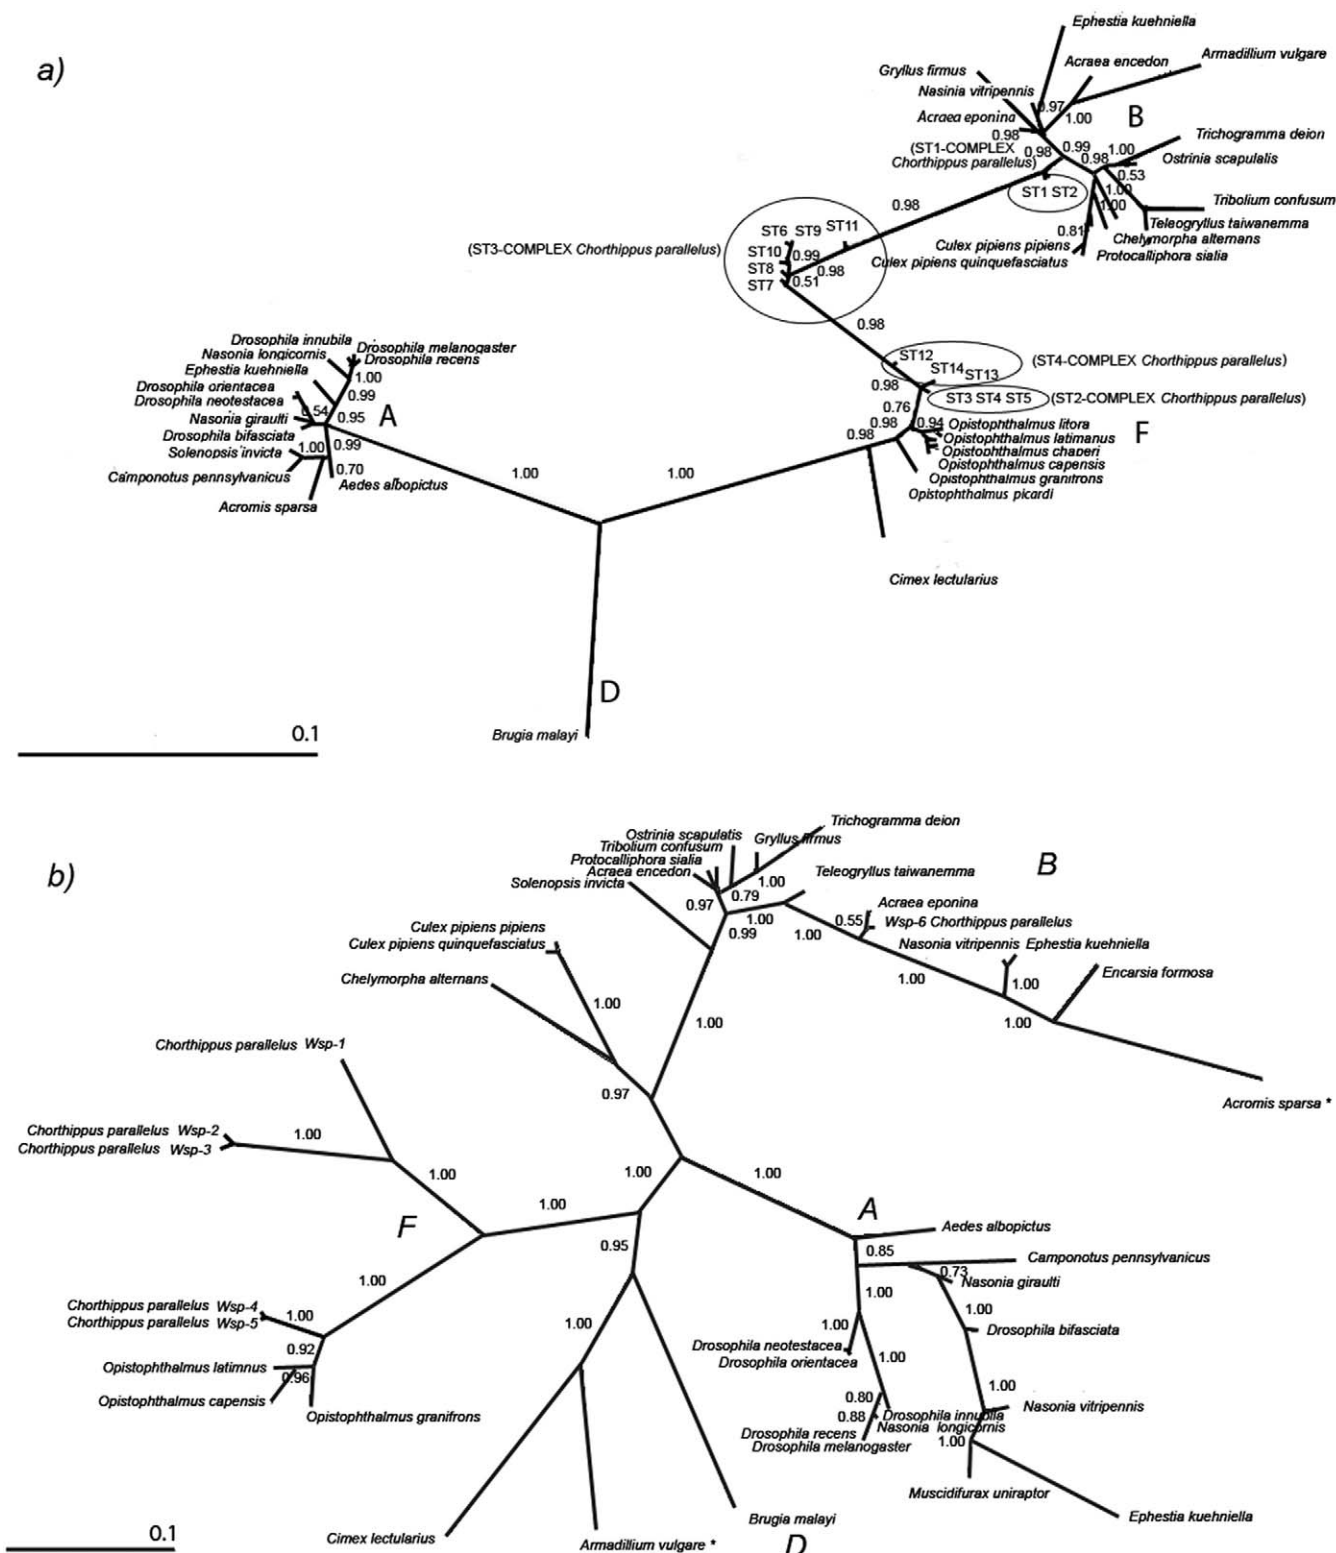 a)
Ephestia kuehniella
Armadillium vulgare
Acraea encedon
Gryllus firmus
Nasinia vitripennis
0.97
1.00
B
Acraea eponina
0.98
(ST1-COMPLEX
Chorthippus parallelus)
0.98
0.99
1.00
Trichogramma deion
0.98
Ostrinia scapulalis
0.53
ST1 ST2
1.00
1.00
Tribolium confusum
0.98
Teleogryllus taiwanemma
0.81
Chelymorpha alternans
Culex pipiens pipiens
Protocalliphora sialia
Culex pipiens quinquefasciatus
ST6 ST9 ST11
(ST3-COMPLEX Chorthippus parallelus)
ST10
0.99
ST8
0.98
ST7
0.51
0.98
ST12
(ST4-COMPLEX Chorthippus parallelus)
ST14
ST13
0.98
ST3 ST4 ST5
(ST2-COMPLEX Chorthippus parallelus)
0.76
0.98
0.94
Opistophthalmus litora
0.98
Opistophthalmus latimanus
F
Opistophthalmus chaperi
Opistophthalmus capensis
Opistophthalmus granifrons
Opistophthalmus picardi
Cimex lectularius
Drosophila innubila
Drosophila melanogaster
Nasonia longicornis
Drosophila recens
Ephestia kuehniella
1.00
Drosophila orientacea
0.99
Drosophila neotestacea
0.54
0.95
A
Nasonia giraulti
Drosophila bifasciata
0.99
Solenopsis invicta
1.00
0.70
Camponotus pennsylvanicus
Aedes albopictus
Acromis sparsa
1.00
1.00
D
Brugia malayi
0.1
b)
Trichogramma deion
Ostrinia scapulatis
Gryllus firmus
Tribolium confusum
Protocalliphora sialia
Acraea encedon
Solenopsis invicta
B
Teleogryllus taiwanemma
1.00
0.79
0.97
1.00
0.99
1.00
0.55
Acraea eponina
Wsp-6 Chorthippus parallelus
Nasonia vitripennis Ephestia kuehniella
Encarsia formosa
1.00
1.00
1.00
Acromis sparsa *
Culex pipiens pipiens
Culex pipiens quinquefasciatus
Chelymorpha alternans
1.00
1.00
0.97
Chorthippus parallelus Wsp-1
Chorthippus parallelus Wsp-2
Chorthippus parallelus Wsp-3
1.00
1.00
1.00
1.00
1.00
F
0.95
1.00
Chorthippus parallelus Wsp-4
Chorthippus parallelus Wsp-5
1.00
0.92
Opistophthalmus latimnus
0.96
Opistophthalmus capensis
Opistophthalmus granifrons
A
Aedes albopictus
0.85
Camponotus pennsylvanicus
0.73
Nasonia giraulti
1.00
1.00
Drosophila bifasciata
1.00
Drosophila neotestacea
Drosophila orientacea
1.00
1.00
Nasonia vitripennis
0.80
0.88
Drosophila innubila
Nasonia longicornis
Drosophila recens
Drosophila melanogaster
1.00
Muscidifurax uniraptor
Ephestia kuehniella
1.00
Cimex lectularius
Armadillium vulgare *
Brugia malayi
D
0.1